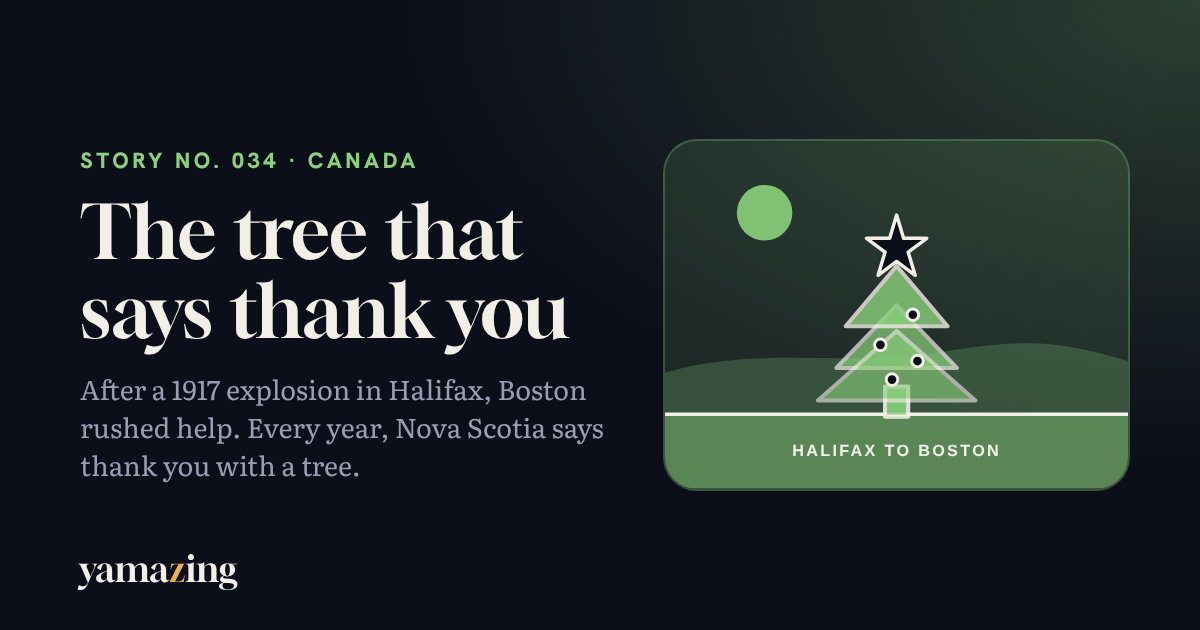 STORY NO. 034 · CANADA
The tree that
says thank you
After a 1917 explosion in Halifax, Boston
rushed help. Every year, Nova Scotia says
thank you with a tree.
HALIFAX TO BOSTON
yamazing